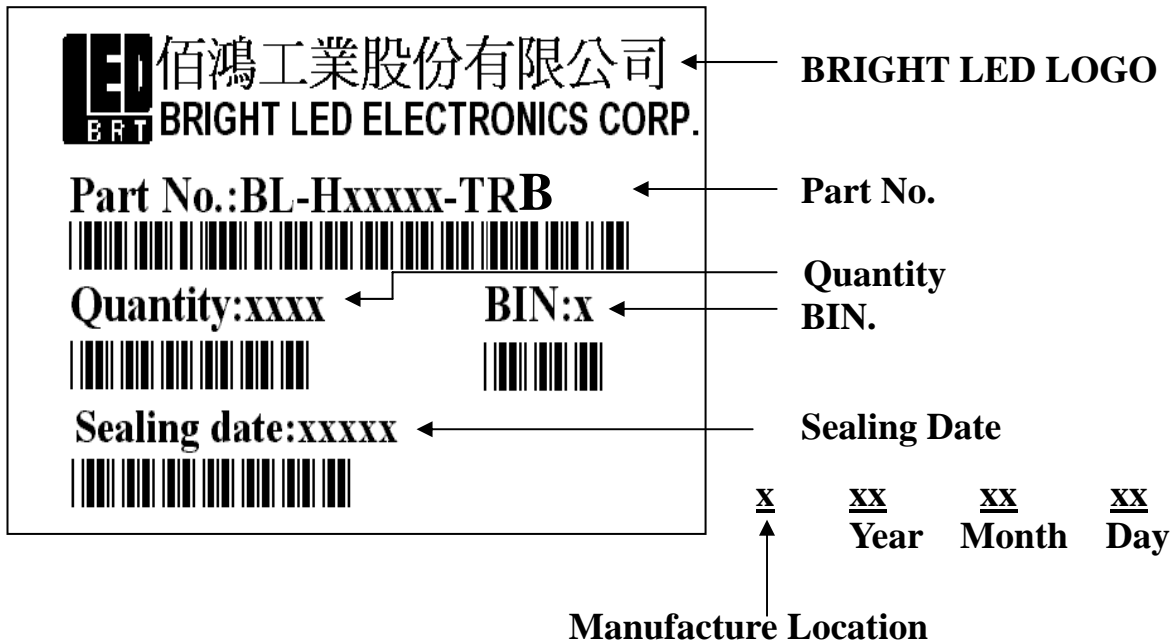 LED
佰鴻工業股份有限公司
BRT
BRIGHT LED ELECTRONICS CORP.
BRIGHT LED LOGO
Part No.:BL-Hxxxxx-TRB
Part No.
Quantity
Quantity:xxxx
BIN:x
BIN.
Sealing date:xxxxx
Sealing Date
x xx xx xx
Year Month Day
Manufacture Location